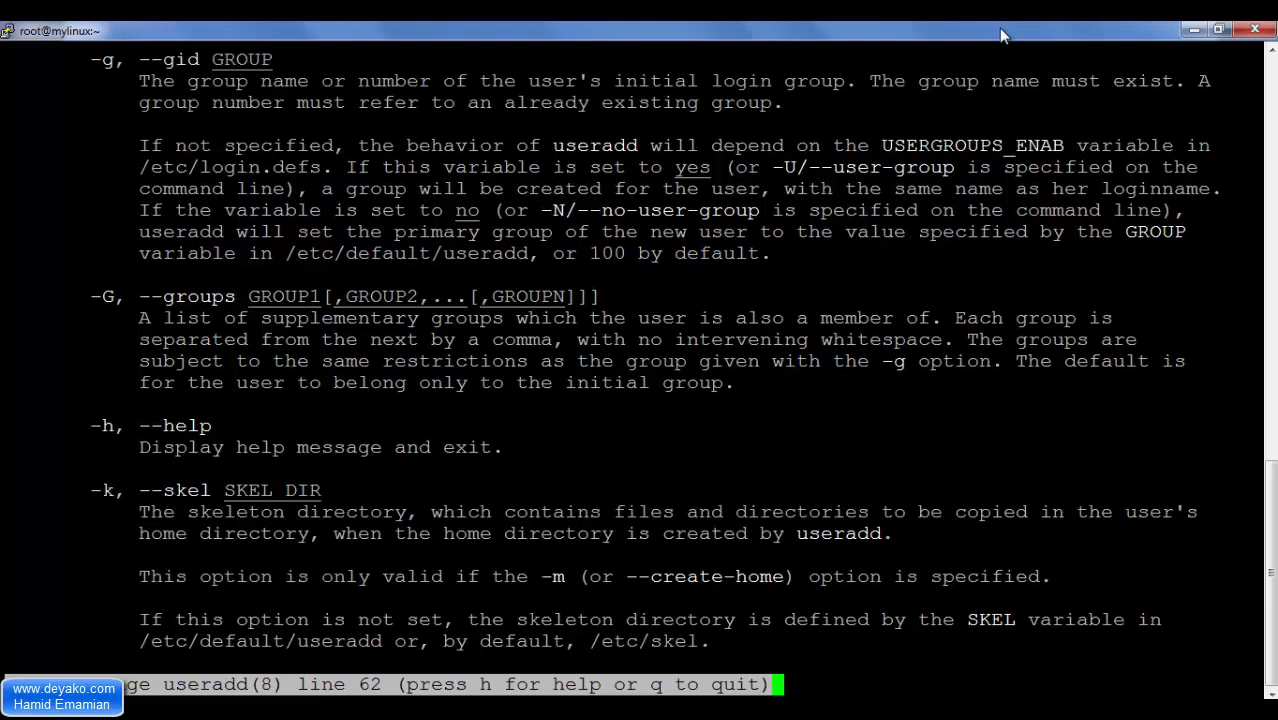 root@mylinux:~
-g, --gid GROUP
The group name or number of the user's initial login group. The group name must exist. A
group number must refer to an already existing group.
If not specified, the behavior of useradd will depend on the USERGROUPS_ENAB variable in
/etc/login.defs. If this variable is set to yes (or -U/--user-group is specified on the
command line), a group will be created for the user, with the same name as her loginname.
If the variable is set to no (or -N/--no-user-group is specified on the command line),
useradd will set the primary group of the new user to the value specified by the GROUP
variable in /etc/default/useradd, or 100 by default.
-G, --groups GROUP1[,GROUP2,...[,GROUPN]]]
A list of supplementary groups which the user is also a member of. Each group is
separated from the next by a comma, with no intervening whitespace. The groups are
subject to the same restrictions as the group given with the -g option. The default is
for the user to belong only to the initial group.
-h, --help
Display help message and exit.
-k, --skel SKEL_DIR
The skeleton directory, which contains files and directories to be copied in the user's
home directory, when the home directory is created by useradd.
This option is only valid if the -m (or --create-home) option is specified.
If this option is not set, the skeleton directory is defined by the SKEL variable in
/etc/default/useradd or, by default, /etc/skel.
ge useradd(8) line 62 (press h for help or q to quit)
www.deyako.com
Hamid Emamian